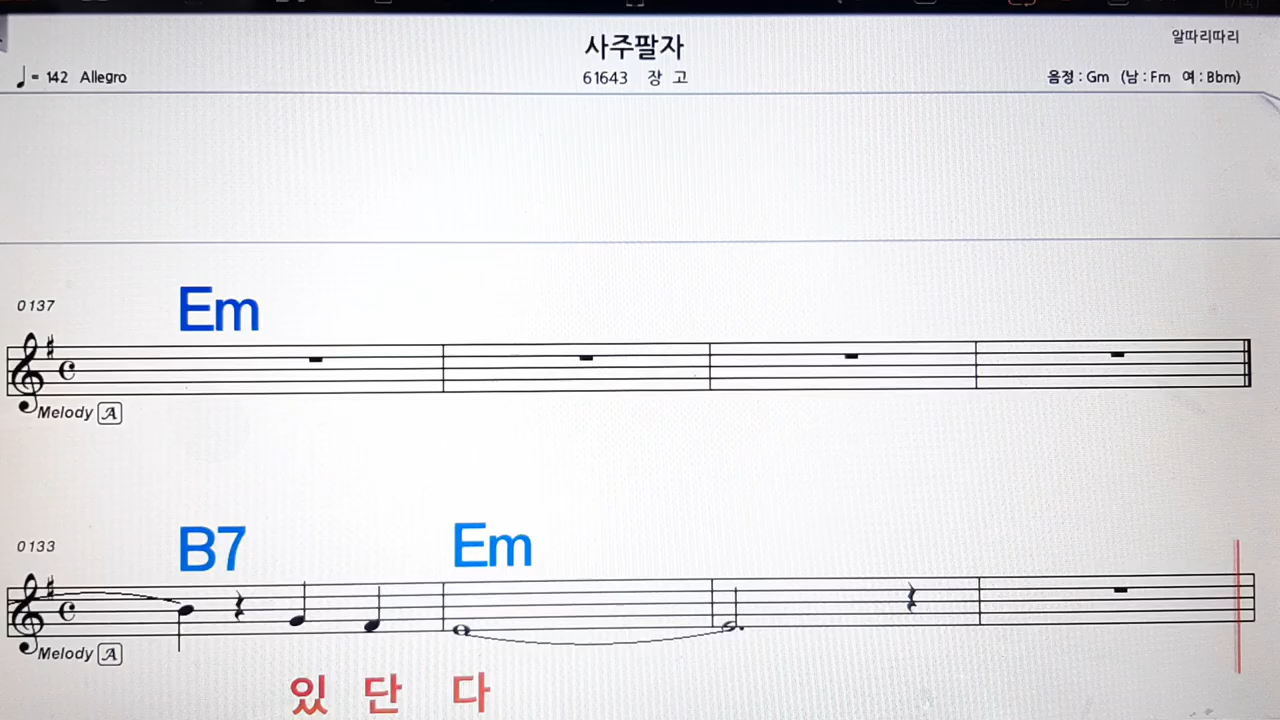 사주팔자
알따리따리
♩= 142 Allegro
61643 장 고
음정 : Gm (남 : Fm 여 : Bbm)
0137
Em
Melody A
0133
B7 Em
Melody A
있 단 다